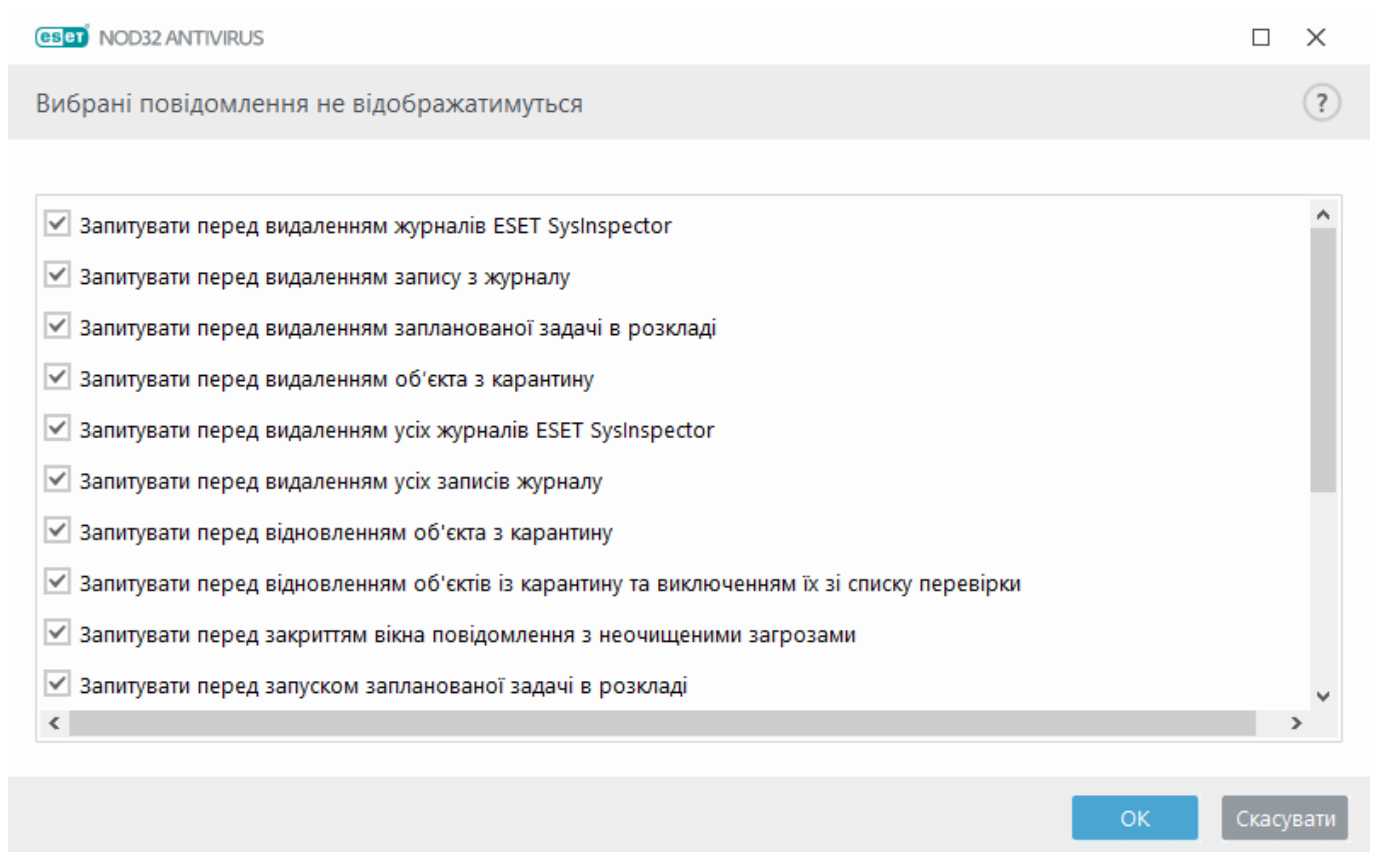 eset NOD32 ANTIVIRUS
Вибрані повідомлення не відображатимуться
?
Запитувати перед видаленням журналів ESET SysInspector
Запитувати перед видаленням запису з журналу
Запитувати перед видаленням запланованої задачі в розкладі
Запитувати перед видаленням об'єкта з карантину
Запитувати перед видаленням усіх журналів ESET SysInspector
Запитувати перед видаленням усіх записів журналу
Запитувати перед відновленням об'єкта з карантину
Запитувати перед відновленням об'єктів із карантину та виключенням їх зі списку перевірки
Запитувати перед закриттям вікна повідомлення з неочищеними загрозами
Запитувати перед запуском запланованої задачі в розкладі
ОК
Скасувати